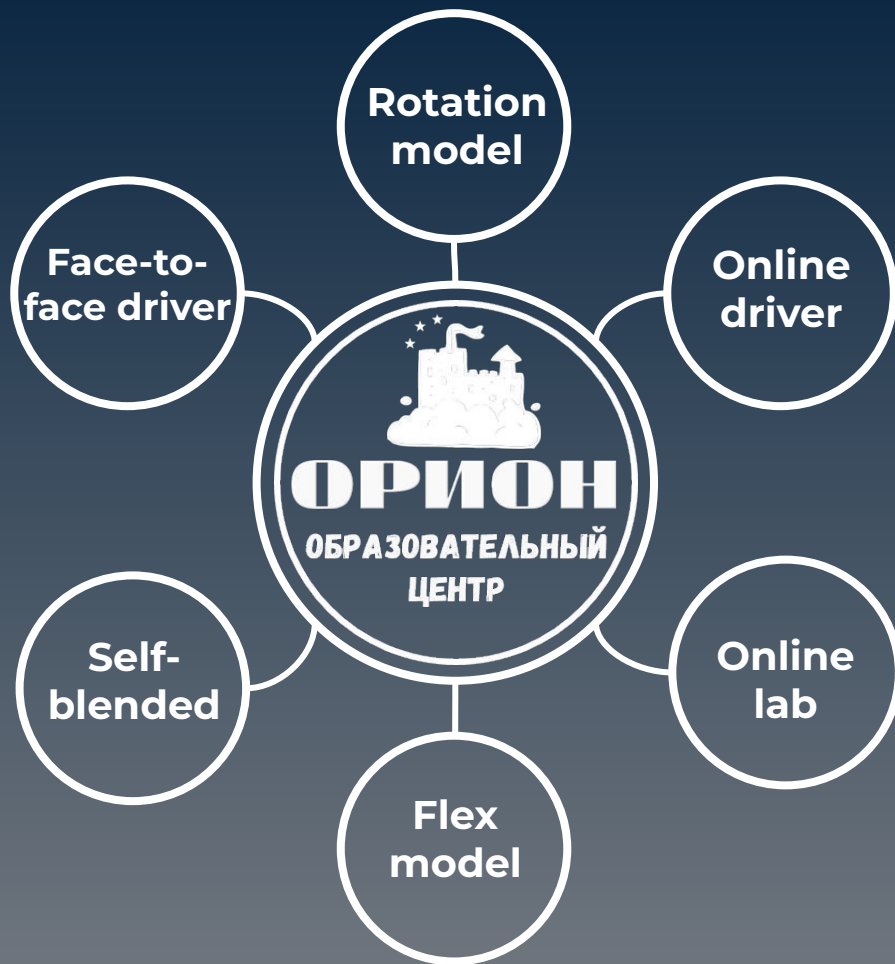 Rotation
model
Face-to-
face driver
Online
driver
ОРИОН
ОБРАЗОВАТЕЛЬНЫЙ
ЦЕНТР
Self-
blended
Online
lab
Flex
model